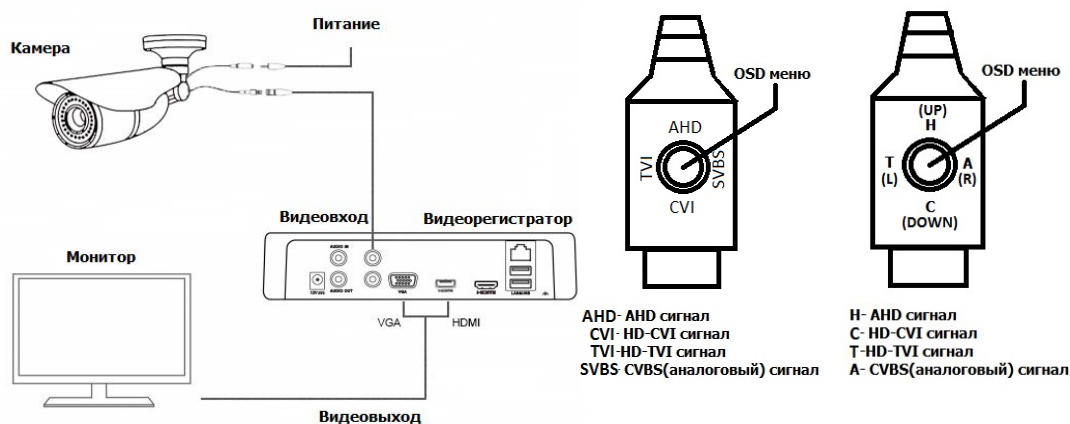 Питание
Камера
Видеовход
Видеорегистратор
Монитор
AUDIO IN
AUDIO OUT
VGA
VGA
HDMI
Видеовыход
OSD меню
AHD
TVI
SVBS
CVI
AHD- AHD сигнал
CVI- HD-CVI сигнал
TVI-HD-TVI сигнал
SVBS- CVBS(аналоговый) сигнал
OSD меню
(UP)
H
T
(L)
A
(R)
C
(DOWN)
H- AHD сигнал
C- HD-CVI сигнал
T-HD-TVI сигнал
A- CVBS(аналоговый) сигнал